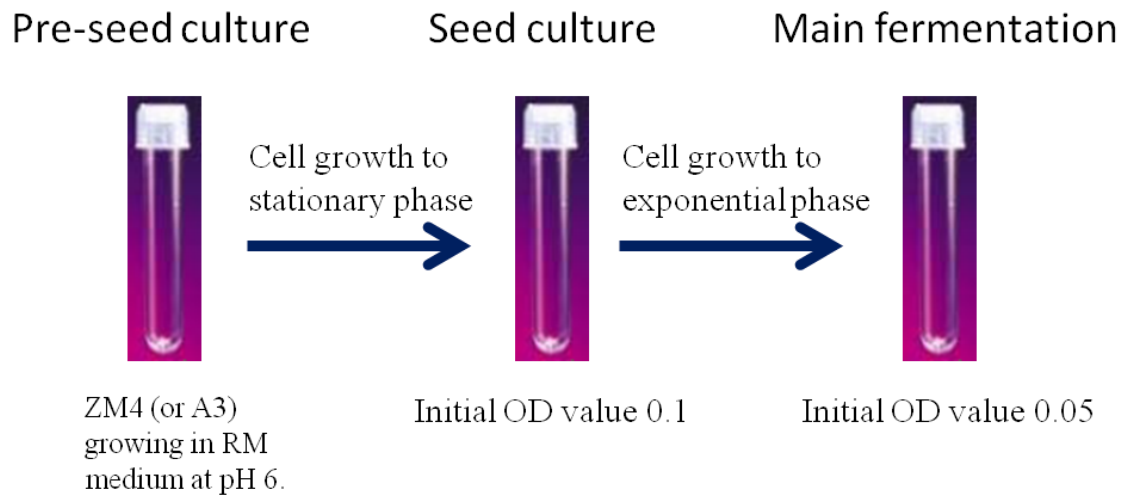 Pre-seed culture
Seed culture
Main fermentation
Cell growth to
stationary phase
Cell growth to
exponential phase
ZM4 (or A3)
growing in RM
medium at pH 6.
Initial OD value 0.1
Initial OD value 0.05